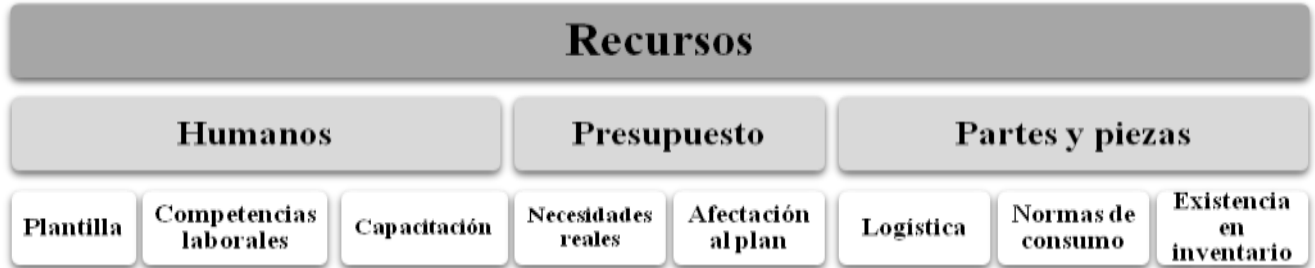 Recursos
Humanos
Presupuesto
Partes y piezas
Plantilla
Competencias
laborales
Capacitación
Necesidades
reales
Afectación
al plan
Logística
Normas de
consumo
Existencia
en
inventario